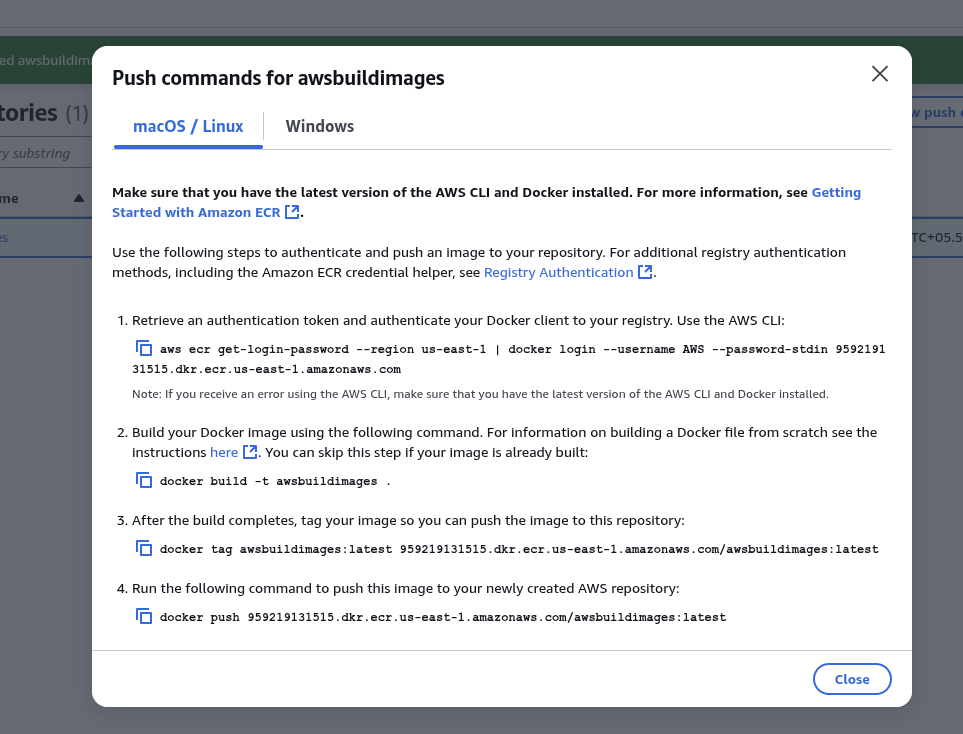 ed awsbuildim
Push commands for awsbuildimages
tories (1)
w push c
macOS / Linux
Windows
ry substring
Make sure that you have the latest version of the AWS CLI and Docker installed. For more information, see Getting
me
Started with Amazon ECR.
es
TC+05.5
Use the following steps to authenticate and push an image to your repository. For additional registry authentication
methods, including the Amazon ECR credential helper, see Registry Authentication.
1. Retrieve an authentication token and authenticate your Docker client to your registry. Use the AWS CLI:
aws ecr get-login-password --region us-east-1 | docker login --username AWS --password-stdin 9592191
31515.dkr.ecr.us-east-1.amazonaws.com
Note: If you receive an error using the AWS CLI, make sure that you have the latest version of the AWS CLI and Docker installed.
2. Build your Docker image using the following command. For information on building a Docker file from scratch see the
instructions here. You can skip this step if your image is already built:
docker build -t awsbuildimages .
3. After the build completes, tag your image so you can push the image to this repository:
docker tag awsbuildimages:latest 959219131515.dkr.ecr.us-east-1.amazonaws.com/awsbuildimages:latest
4. Run the following command to push this image to your newly created AWS repository:
docker push 959219131515.dkr.ecr.us-east-1.amazonaws.com/awsbuildimages:latest
Close